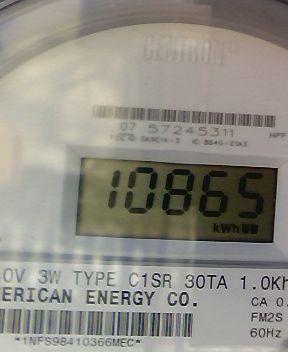 CENTRON®
07 57245311
10865
kWh
0V 3W TYPE C1SR 30TA 1.0Kh
ERICAN ENERGY CO.
CA 0.
FM2S
60Hz
*1NFS98410366MEC*